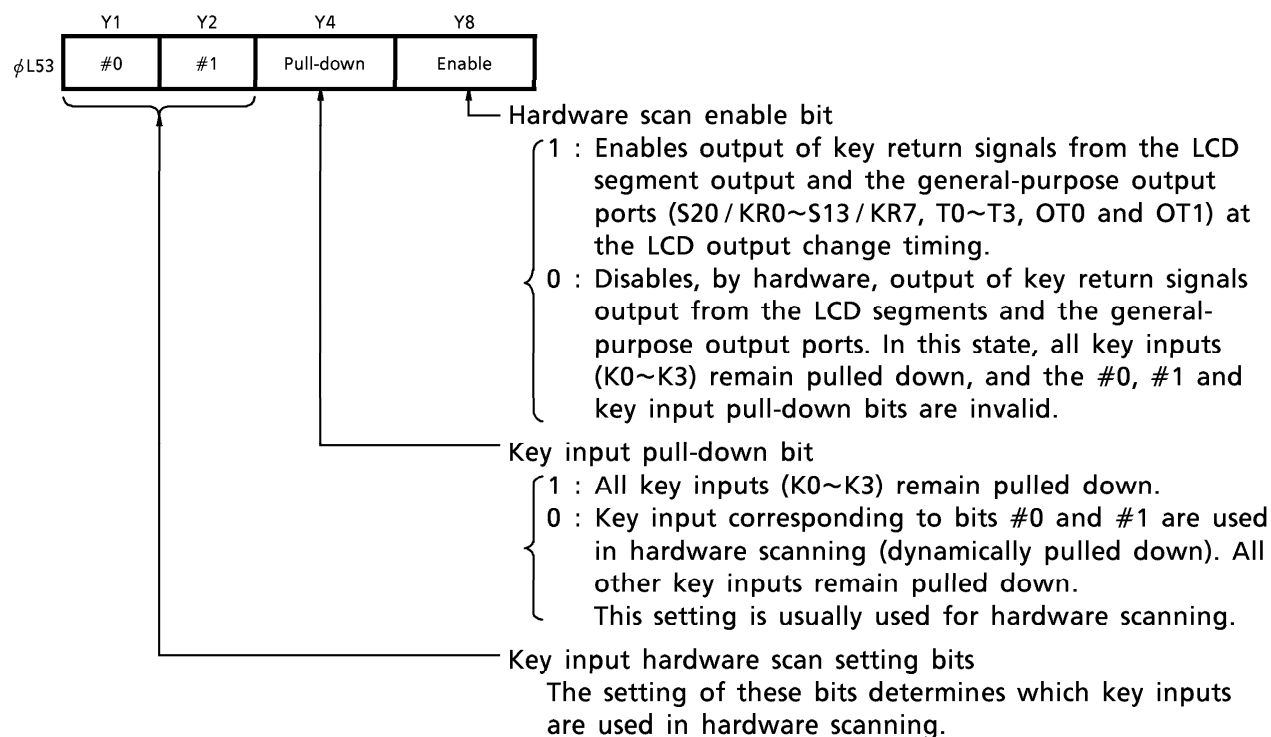 Y1 Y2 Y4 Y8
φL53 #0 #1 Pull-down Enable
Hardware scan enable bit
1 : Enables output of key return signals from the LCD
segment output and the general-purpose output
ports (S20 / KR0~S13 / KR7, T0~T3, OT0 and OT1) at
the LCD output change timing.
0 : Disables, by hardware, output of key return signals
output from the LCD segments and the general-
purpose output ports. In this state, all key inputs
(K0~K3) remain pulled down, and the #0, #1 and
key input pull-down bits are invalid.
Key input pull-down bit
1 : All key inputs (K0~K3) remain pulled down.
0 : Key input corresponding to bits #0 and #1 are used
in hardware scanning (dynamically pulled down). All
other key inputs remain pulled down.
This setting is usually used for hardware scanning.
Key input hardware scan setting bits
The setting of these bits determines which key inputs
are used in hardware scanning.